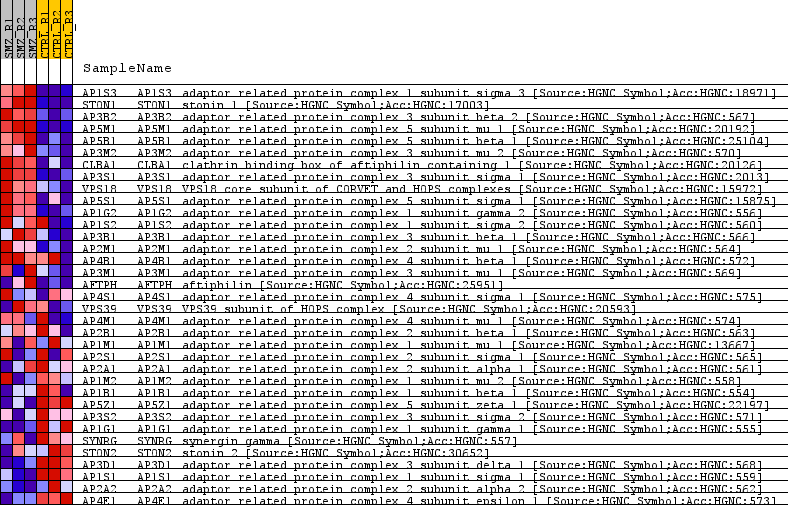 SMZ_R1
SMZ_R2
SMZ_R3
CTRL_R1
CTRL_R2
CTRL_R3
SampleName
AP1S3 AP1S3 adaptor related protein complex 1 subunit sigma 3 [Source:HGNC Symbol;Acc:HGNC:18971]
STON1 STON1 stonin 1 [Source:HGNC Symbol;Acc:HGNC:17003]
AP3B2 AP3B2 adaptor related protein complex 3 subunit beta 2 [Source:HGNC Symbol;Acc:HGNC:567]
AP5M1 AP5M1 adaptor related protein complex 5 subunit mu 1 [Source:HGNC Symbol;Acc:HGNC:20192]
AP5B1 AP5B1 adaptor related protein complex 5 subunit beta 1 [Source:HGNC Symbol;Acc:HGNC:25104]
AP3M2 AP3M2 adaptor related protein complex 3 subunit mu 2 [Source:HGNC Symbol;Acc:HGNC:570]
CLBA1 CLBA1 clathrin binding box of aftiphilin containing 1 [Source:HGNC Symbol;Acc:HGNC:20126]
AP3S1 AP3S1 adaptor related protein complex 3 subunit sigma 1 [Source:HGNC Symbol;Acc:HGNC:2013]
VPS18 VPS18 VPS18 core subunit of CORVET and HOPS complexes [Source:HGNC Symbol;Acc:HGNC:15972]
AP5S1 AP5S1 adaptor related protein complex 5 subunit sigma 1 [Source:HGNC Symbol;Acc:HGNC:15875]
AP1G2 AP1G2 adaptor related protein complex 1 subunit gamma 2 [Source:HGNC Symbol;Acc:HGNC:556]
AP1S2 AP1S2 adaptor related protein complex 1 subunit sigma 2 [Source:HGNC Symbol;Acc:HGNC:560]
AP3B1 AP3B1 adaptor related protein complex 3 subunit beta 1 [Source:HGNC Symbol;Acc:HGNC:566]
AP2M1 AP2M1 adaptor related protein complex 2 subunit mu 1 [Source:HGNC Symbol;Acc:HGNC:564]
AP4B1 AP4B1 adaptor related protein complex 4 subunit beta 1 [Source:HGNC Symbol;Acc:HGNC:572]
AP3M1 AP3M1 adaptor related protein complex 3 subunit mu 1 [Source:HGNC Symbol;Acc:HGNC:569]
AFTPH AFTPH aftiphilin [Source:HGNC Symbol;Acc:HGNC:25951]
AP4S1 AP4S1 adaptor related protein complex 4 subunit sigma 1 [Source:HGNC Symbol;Acc:HGNC:575]
VPS39 VPS39 VPS39 subunit of HOPS complex [Source:HGNC Symbol;Acc:HGNC:20593]
AP4M1 AP4M1 adaptor related protein complex 4 subunit mu 1 [Source:HGNC Symbol;Acc:HGNC:574]
AP2B1 AP2B1 adaptor related protein complex 2 subunit beta 1 [Source:HGNC Symbol;Acc:HGNC:563]
AP1M1 AP1M1 adaptor related protein complex 1 subunit mu 1 [Source:HGNC Symbol;Acc:HGNC:13667]
AP2S1 AP2S1 adaptor related protein complex 2 subunit sigma 1 [Source:HGNC Symbol;Acc:HGNC:565]
AP2A1 AP2A1 adaptor related protein complex 2 subunit alpha 1 [Source:HGNC Symbol;Acc:HGNC:561]
AP1M2 AP1M2 adaptor related protein complex 1 subunit mu 2 [Source:HGNC Symbol;Acc:HGNC:558]
AP1B1 AP1B1 adaptor related protein complex 1 subunit beta 1 [Source:HGNC Symbol;Acc:HGNC:554]
AP5Z1 AP5Z1 adaptor related protein complex 5 subunit zeta 1 [Source:HGNC Symbol;Acc:HGNC:22197]
AP3S2 AP3S2 adaptor related protein complex 3 subunit sigma 2 [Source:HGNC Symbol;Acc:HGNC:571]
AP1G1 AP1G1 adaptor related protein complex 1 subunit gamma 1 [Source:HGNC Symbol;Acc:HGNC:555]
SYNRG SYNRG synergin gamma [Source:HGNC Symbol;Acc:HGNC:557]
STON2 STON2 stonin 2 [Source:HGNC Symbol;Acc:HGNC:30652]
AP3D1 AP3D1 adaptor related protein complex 3 subunit delta 1 [Source:HGNC Symbol;Acc:HGNC:568]
AP1S1 AP1S1 adaptor related protein complex 1 subunit sigma 1 [Source:HGNC Symbol;Acc:HGNC:559]
AP2A2 AP2A2 adaptor related protein complex 2 subunit alpha 2 [Source:HGNC Symbol;Acc:HGNC:562]
AP4E1 AP4E1 adaptor related protein complex 4 subunit epsilon 1 [Source:HGNC Symbol;Acc:HGNC:573]